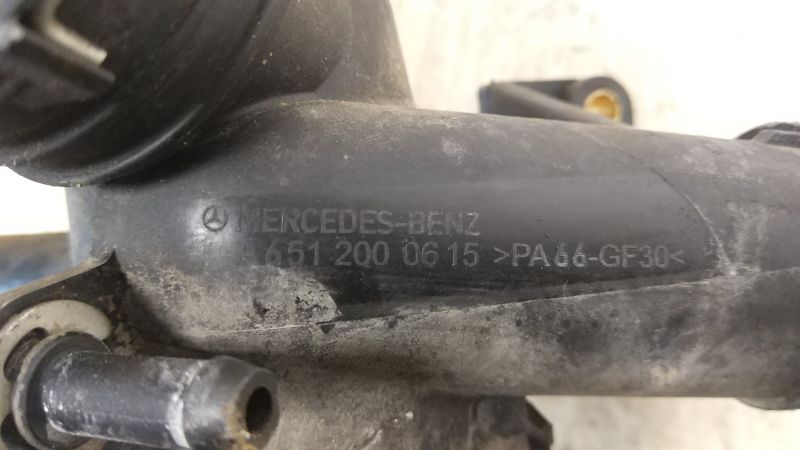 MERCEDES-BENZ
A 651 200 0615 >PA66-GF30<